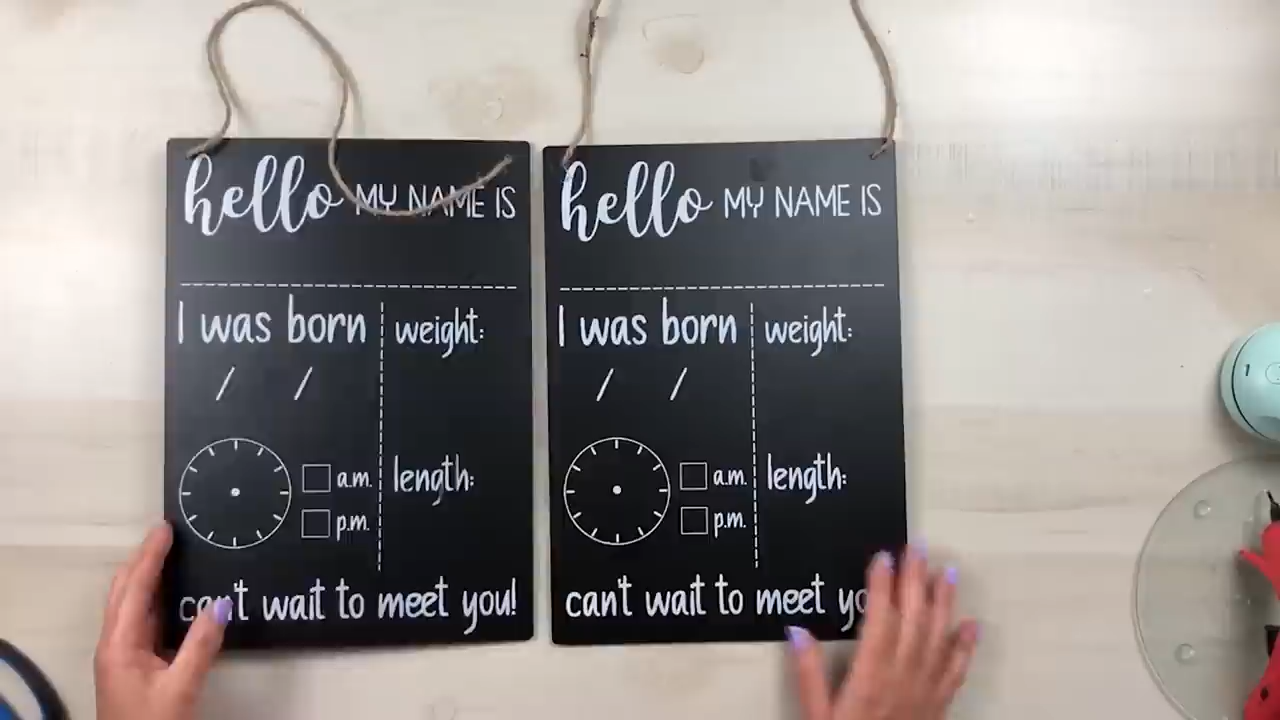 hello MY NAME IS
I was born
weight:
/ /
a.m.
p.m.
length:
can't wait to meet you!
hello MY NAME IS
I was born
weight:
/ /
a.m.
p.m.
length:
can't wait to meet yo
1